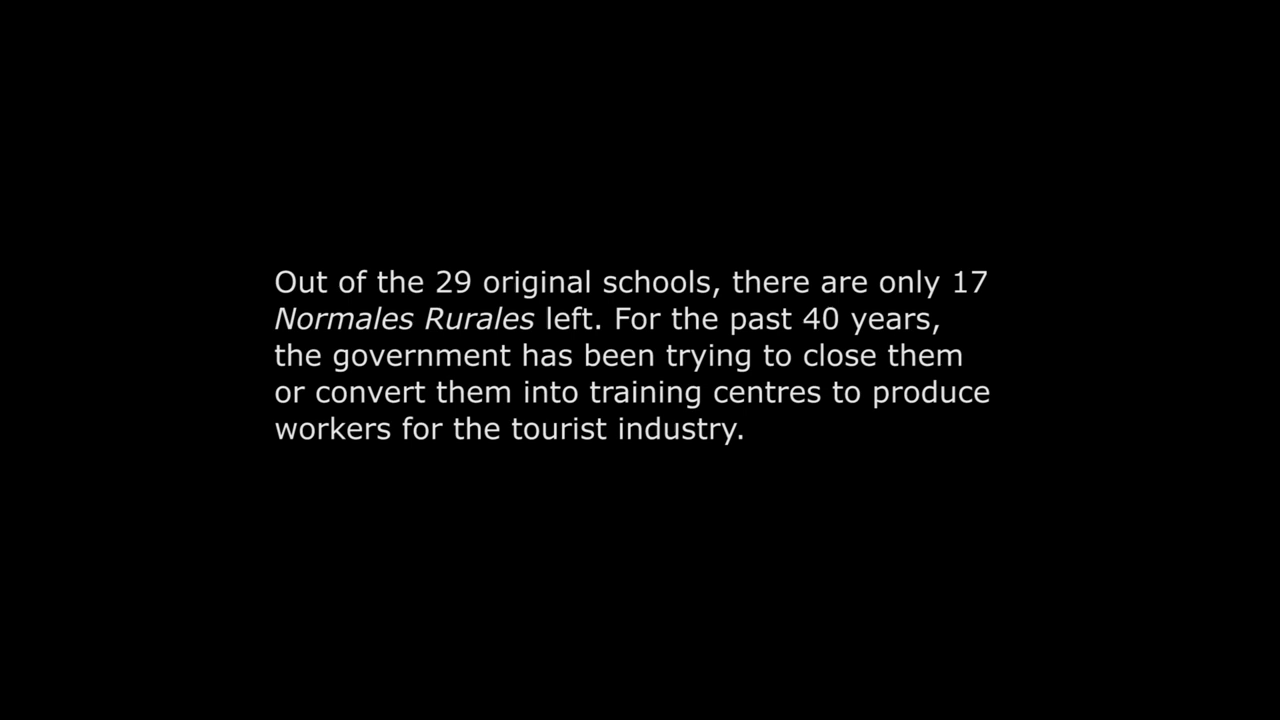 Out of the 29 original schools, there are only 17
Normales Rurales left. For the past 40 years,
the government has been trying to close them
or convert them into training centres to produce
workers for the tourist industry.